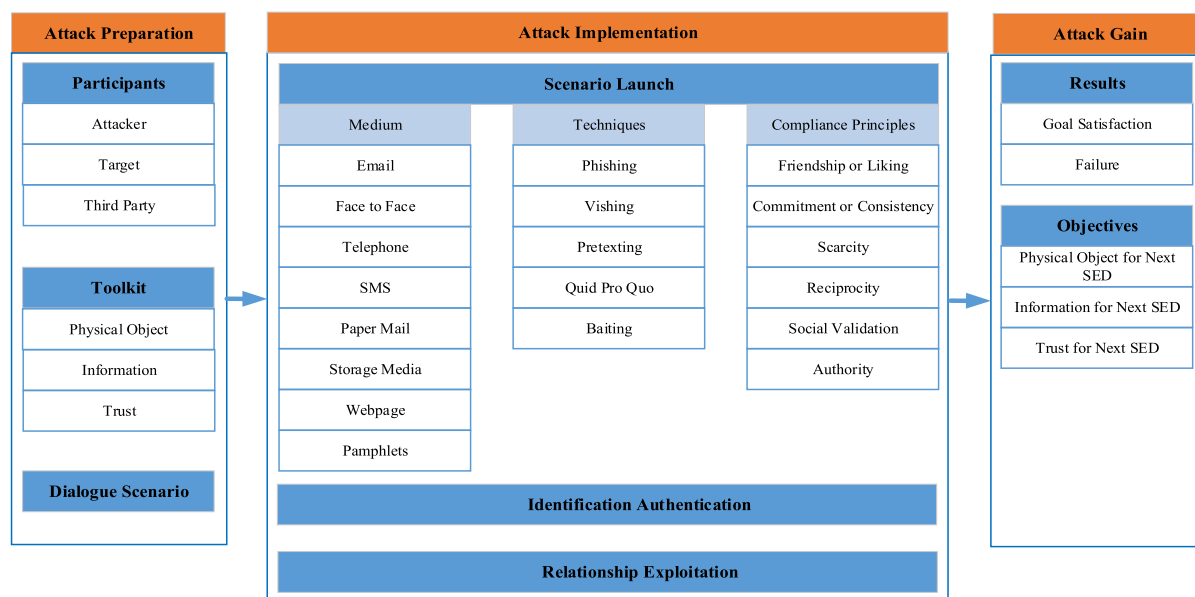 Attack Preparation
Participants
Attacker
Target
Third Party
Toolkit
Physical Object
Information
Trust
Dialogue Scenario
Attack Implementation
Scenario Launch
Medium
Email
Face to Face
Telephone
SMS
Paper Mail
Storage Media
Webpage
Pamphlets
Techniques
Phishing
Vishing
Pretexting
Quid Pro Quo
Baiting
Compliance Principles
Friendship or Liking
Commitment or Consistency
Scarcity
Reciprocity
Social Validation
Authority
Identification Authentication
Relationship Exploitation
Attack Gain
Results
Goal Satisfaction
Failure
Objectives
Physical Object for Next
SED
Information for Next SED
Trust for Next SED